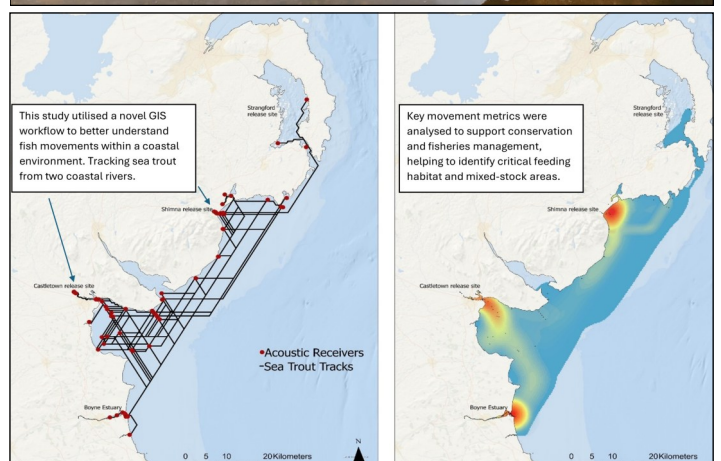 Strangford
release site
This study utilised a novel GIS
workflow to better understand
fish movements within a coastal
environment. Tracking sea trout
from two coastal rivers.
Shimna release site
Castletown release site
•Acoustic Receivers
-Sea Trout Tracks
Boyne Estuary
N
0 5 10 20Kilometers
Strangford
release site
Key movement metrics were
analysed to support conservation
and fisheries management,
helping to identify critical feeding
habitat and mixed-stock areas.
Shimna release site
Castletown release site
Boyne Estuary
0 5 10 20Kilometers